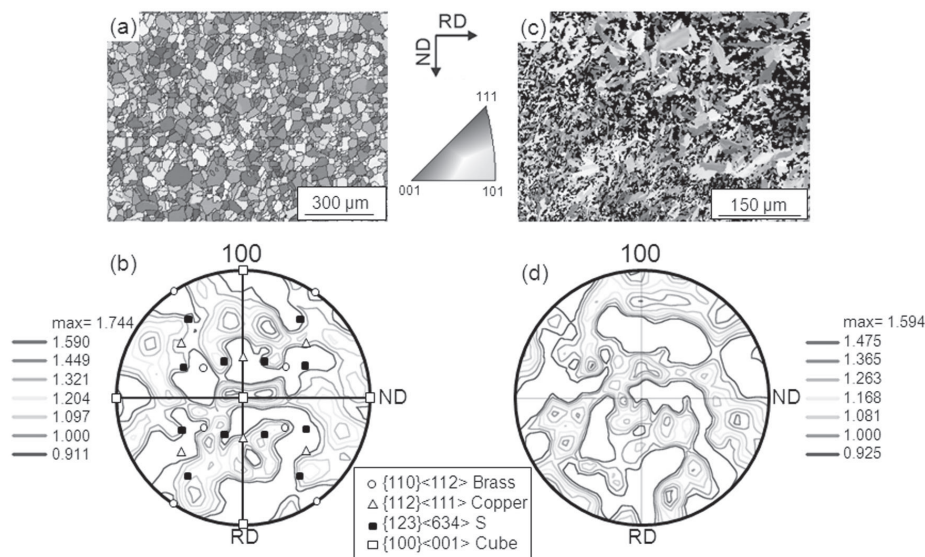 (a)
RD
ND
111
001
101
300 µm
(c)
150 µm
(b)
100
max= 1.744
1.590
1.449
1.321
1.204
1.097
1.000
0.911
ND
RD
{110}<112> Brass
{112}<111> Copper
{123}<634> S
{100}<001> Cube
(d)
100
max= 1.594
1.475
1.365
1.263
1.168
1.081
1.000
0.925
ND
RD